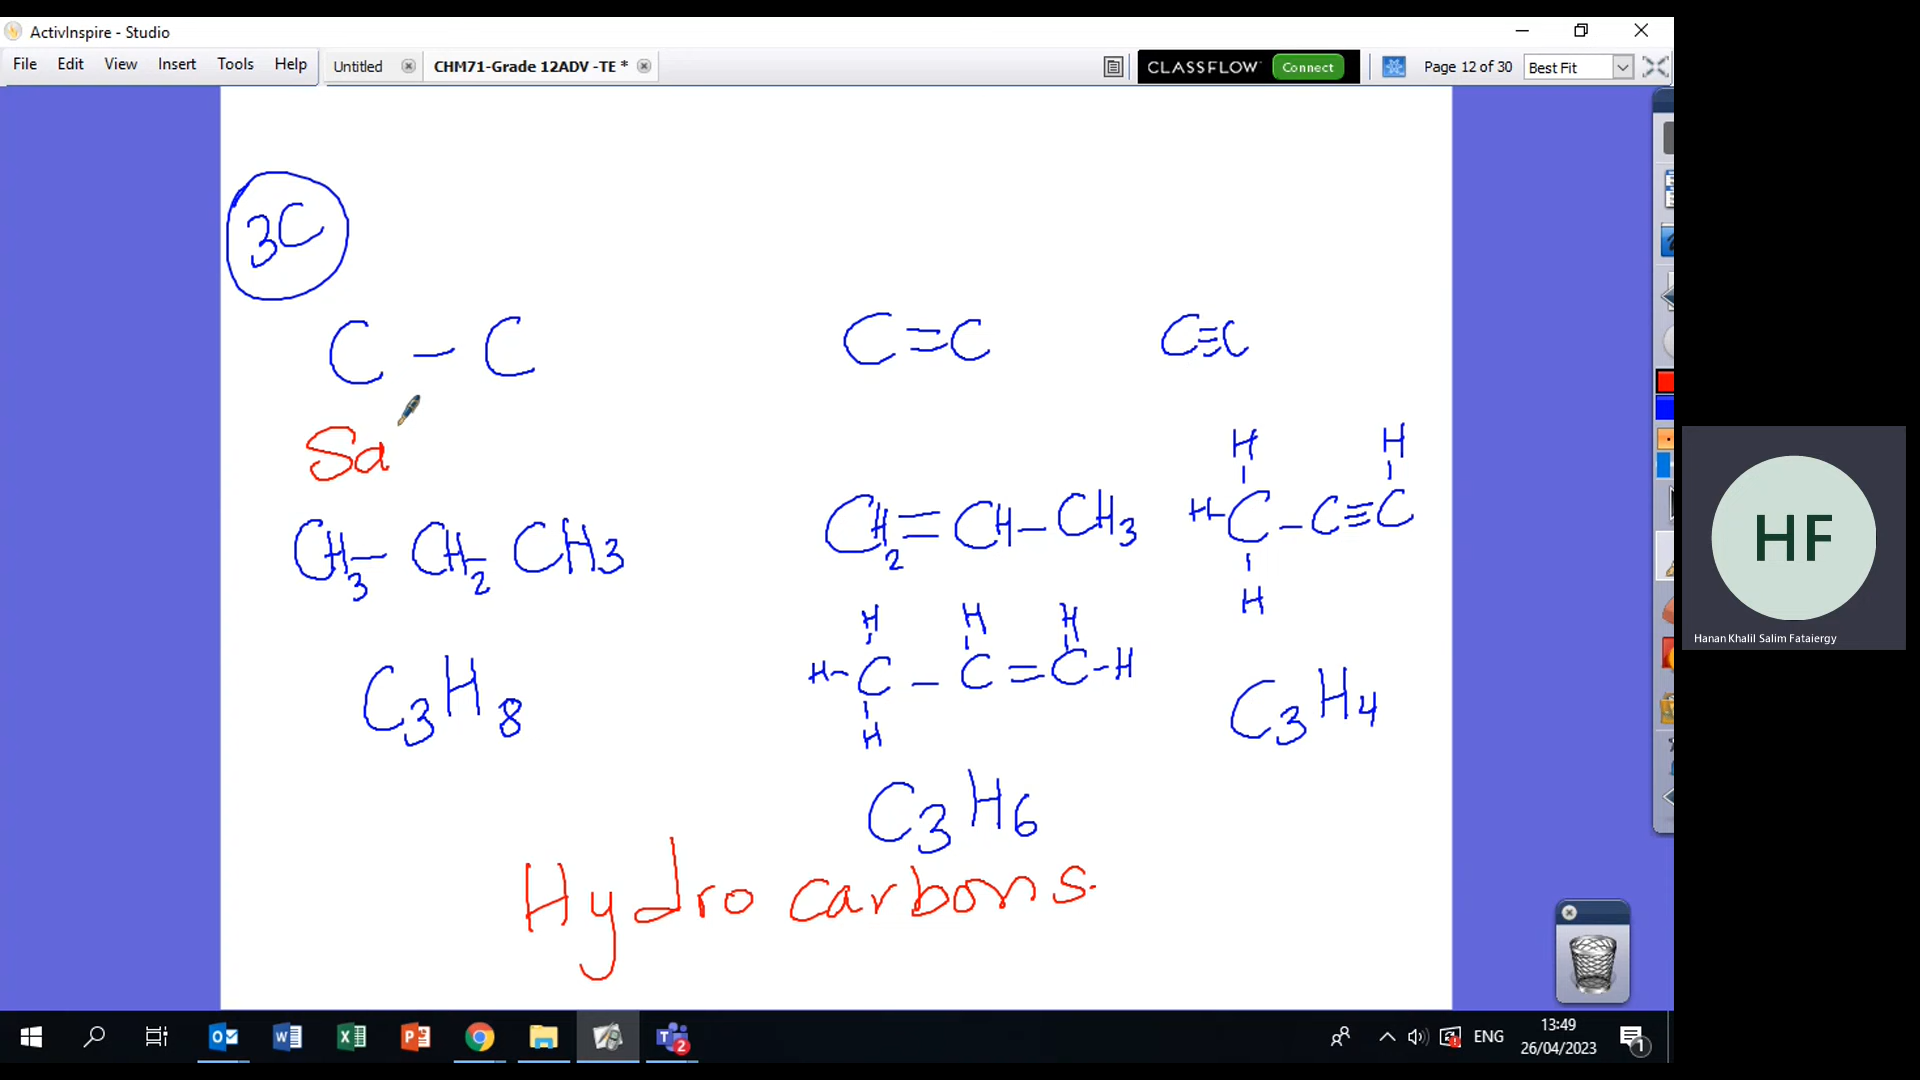 ActivInspire - Studio
File Edit View Insert Tools Help
Untitled
CHM71-Grade 12ADV -TE *
CLASSFLOW Connect
Page 12 of 30
Best Fit
3C
C - C
C=C
C≡C
Sa
H H
CH3 - CH2 - CH3
CH2=CH-CH3
H-C-C≡C
H
H H H
H-C-C=C-H
H
C3H8
C3H4
C3H6
Hydro carbons.
HF
Hanan Khalil Salim Fataiergy
2
ENG
13:49
26/04/2023
1